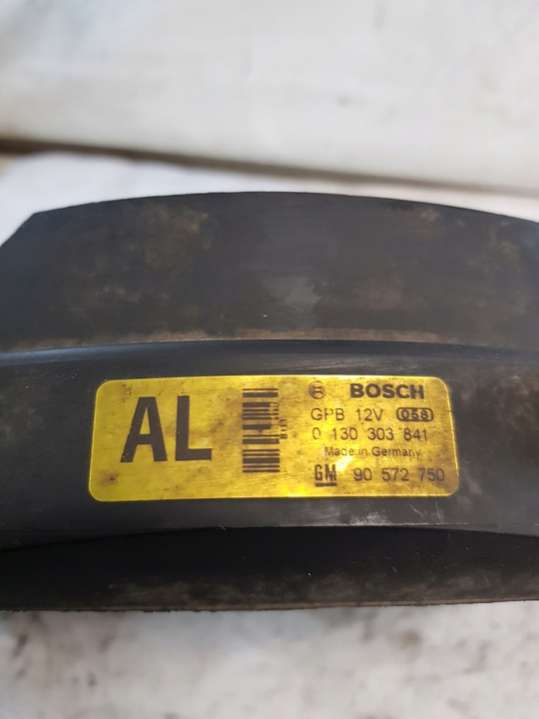 AL
BOSCH
GPB 12V 058
0 130 303 841
Made in Germany
GM 90 572 750